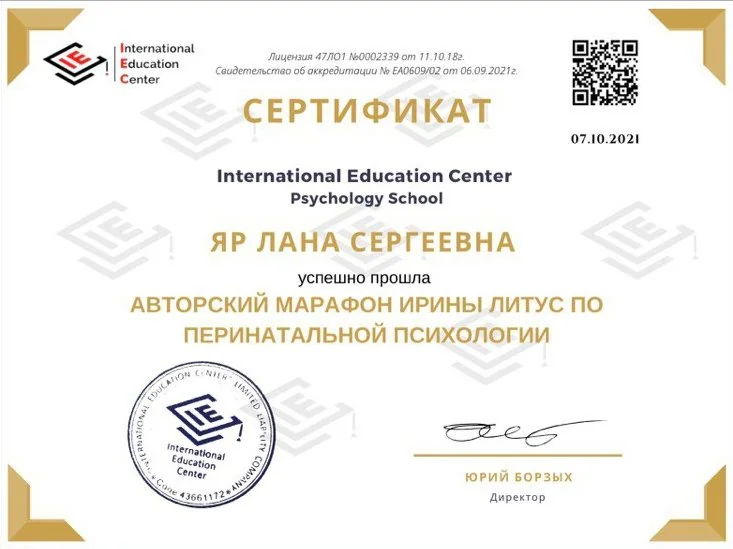 International
Education
Center
Лицензия 47ЛО1 №0002339 от 11.10.18г.
Свидетельство об аккредитации № ЕА0609/02 от 06.09.2021г.
07.10.2021
СЕРТИФИКАТ
International Education Center
Psychology School
ЯР ЛАНА СЕРГЕЕВНА
успешно прошла
АВТОРСКИЙ МАРАФОН ИРИНЫ ЛИТУС ПО
ПЕРИНАТАЛЬНОЙ ПСИХОЛОГИИ
INTERNATIONAL EDUCATION CENTER LIMITED LIABILITY COMPANY
International
Education
Center
Code 43661172
ЮРИЙ БОРЗЫХ
Директор